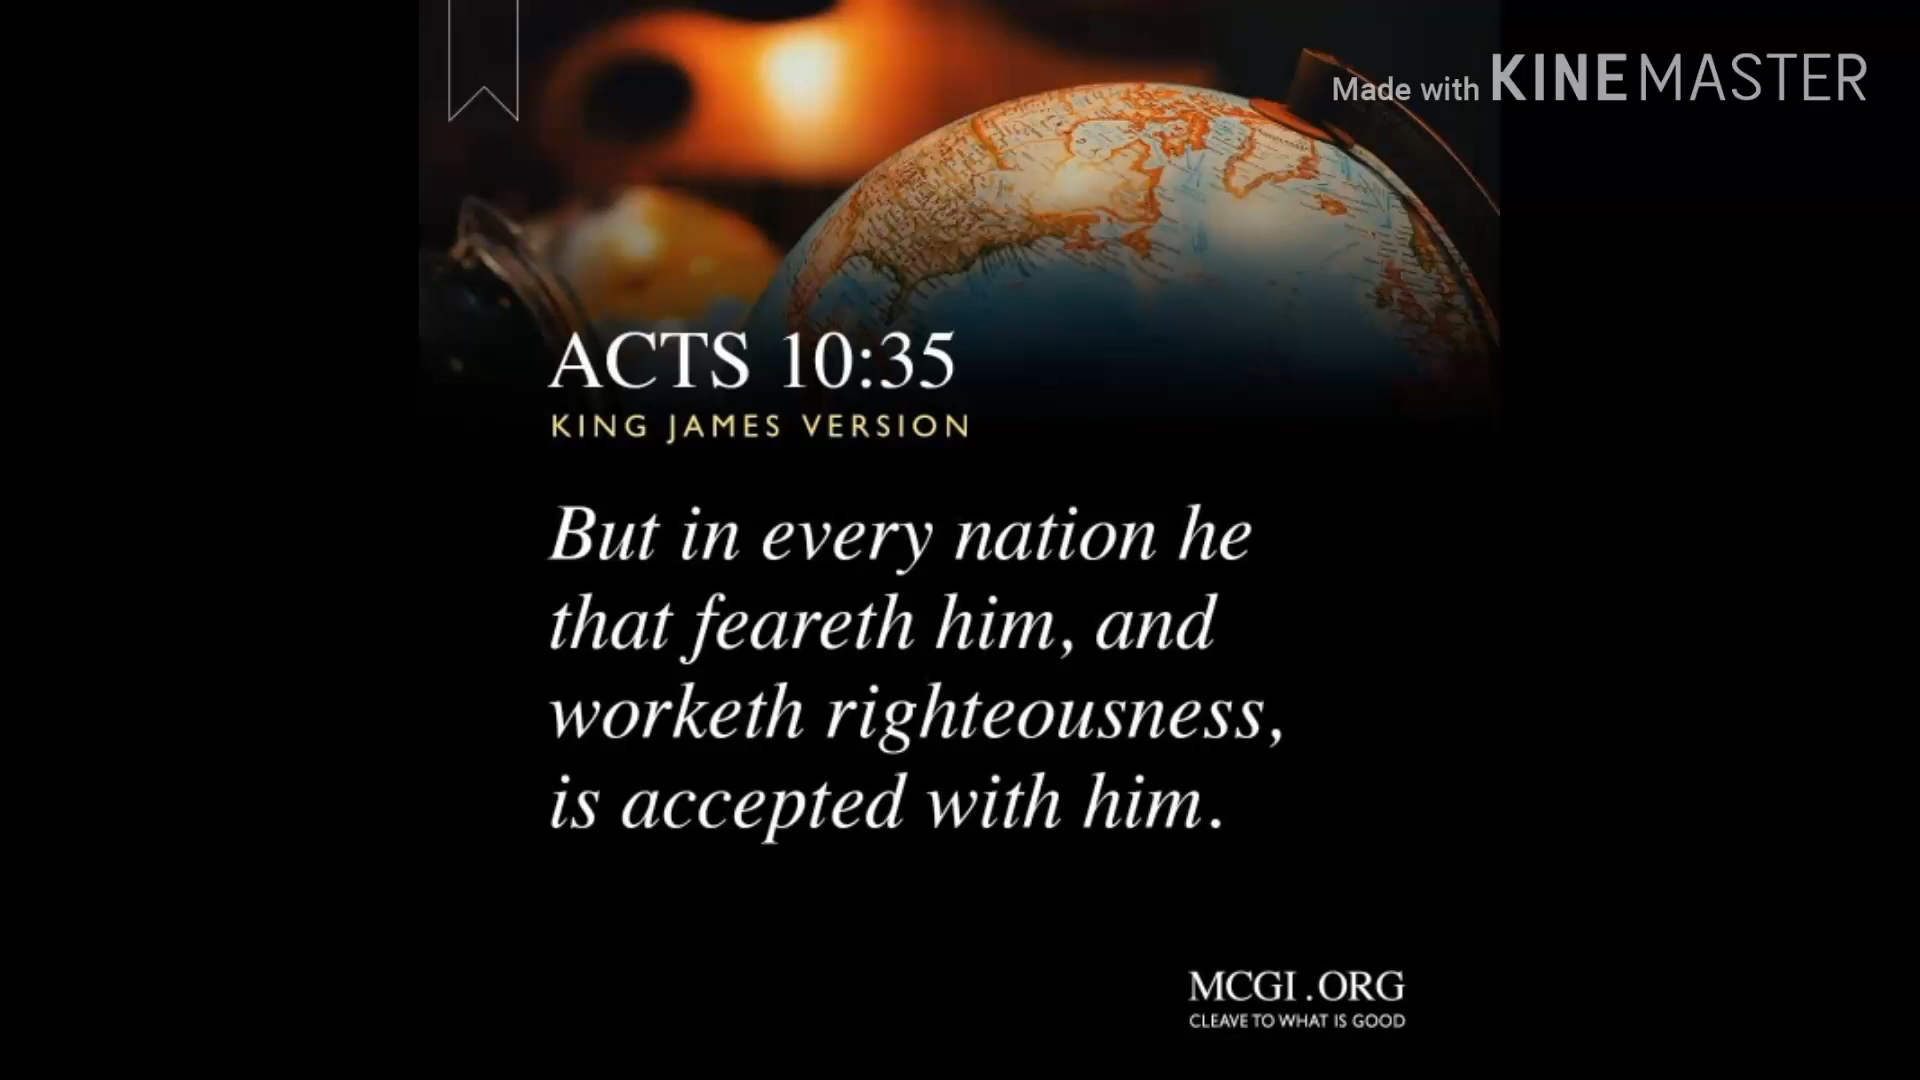 Made with KINEMASTER
ACTS 10:35
KING JAMES VERSION
But in every nation he
that feareth him, and
worketh righteousness,
is accepted with him.
MCGI.ORG
CLEAVE TO WHAT IS GOOD